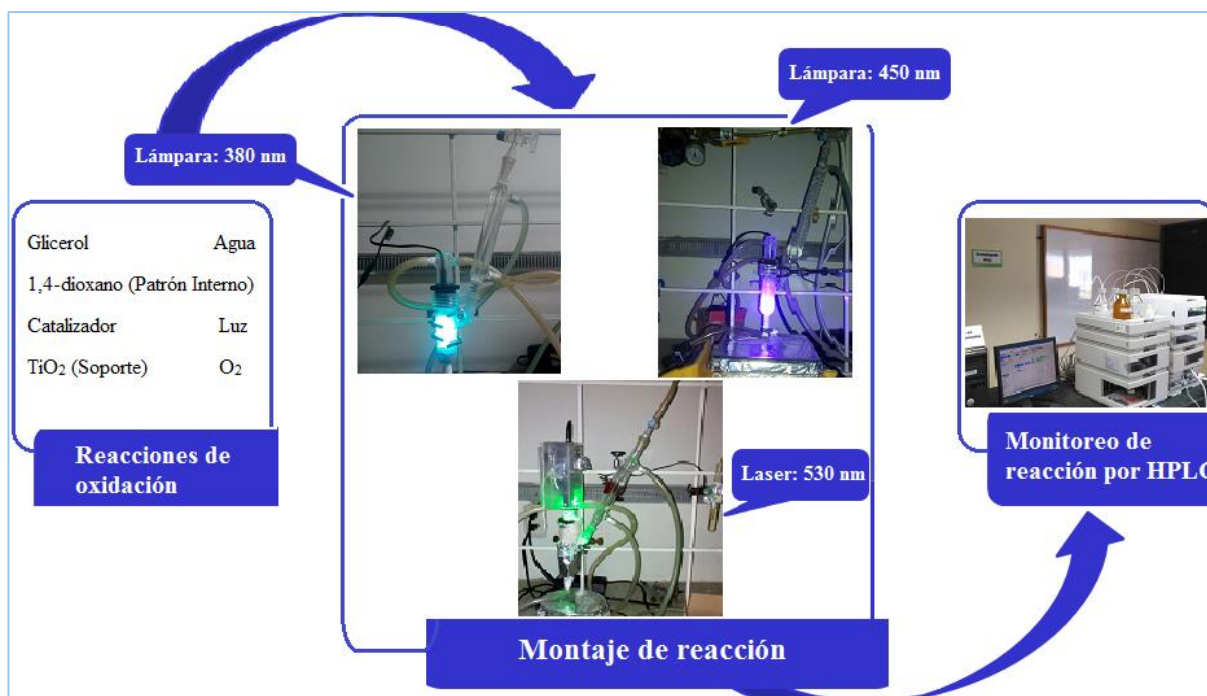 Lámpara: 450 nm
Lámpara: 380 nm
Glicerol Agua
1,4-dioxano (Patrón Interno)
Catalizador Luz
TiO₂ (Soporte) O₂
Reacciones de
oxidación
Laser: 530 nm
Montaje de reacción
Monitoreo de
reacción por HPLC